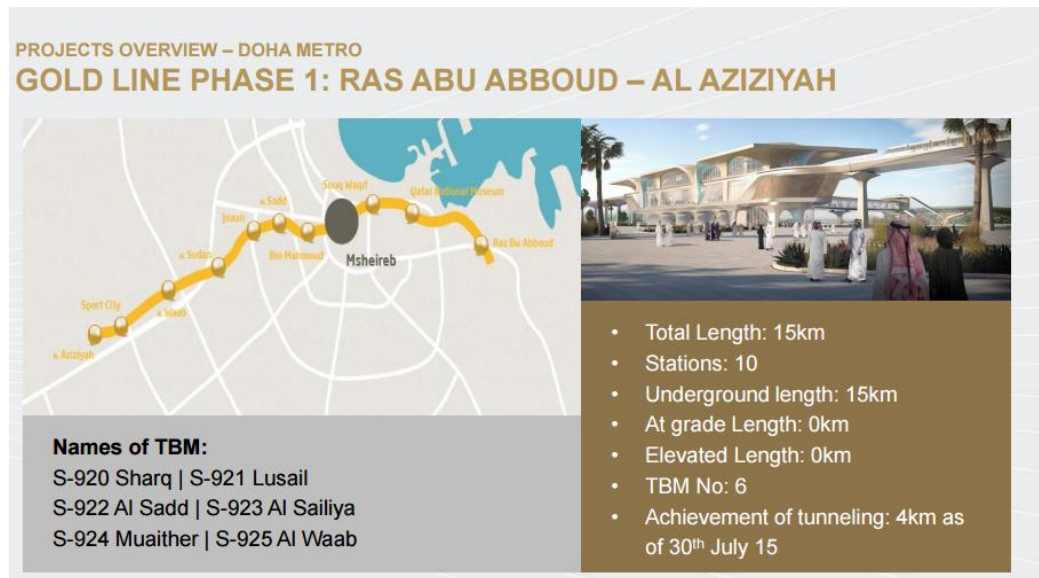 PROJECTS OVERVIEW – DOHA METRO
GOLD LINE PHASE 1: RAS ABU ABBOUD – AL AZIZIYAH
Souq Waqif
Qatar National Museum
Sadd
Joaan
Bin Mahmoud
Msheireb
Ras Bu Abboud
Sudan
Sport City
Waab
Aziziyah
Names of TBM:
S-920 Sharq | S-921 Lusail
S-922 Al Sadd | S-923 Al Sailiya
S-924 Muaither | S-925 Al Waab
• Total Length: 15km
• Stations: 10
• Underground length: 15km
• At grade Length: 0km
• Elevated Length: 0km
• TBM No: 6
• Achievement of tunneling: 4km as
of 30th July 15